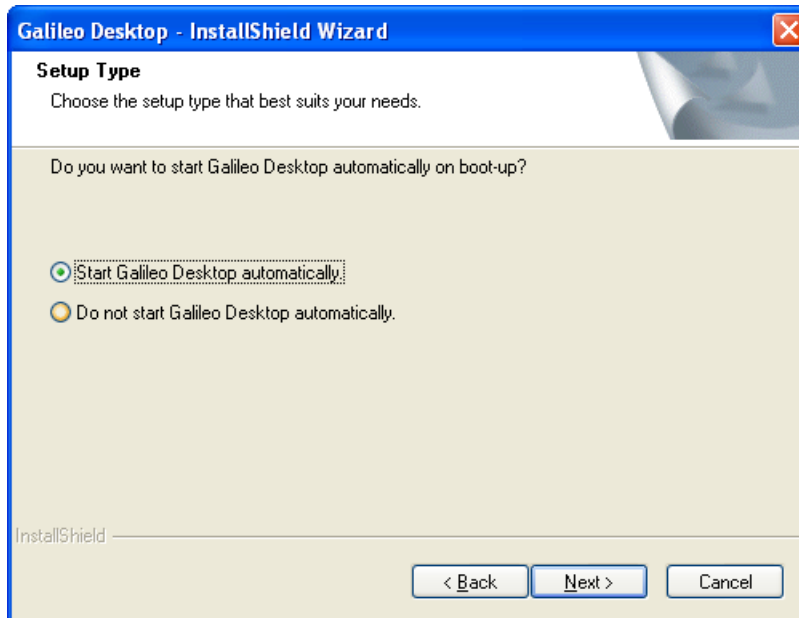 Galileo Desktop - InstallShield Wizard
Setup Type
Choose the setup type that best suits your needs.
Do you want to start Galileo Desktop automatically on boot-up?
Start Galileo Desktop automatically.
Do not start Galileo Desktop automatically.
InstallShield
< Back Next > Cancel